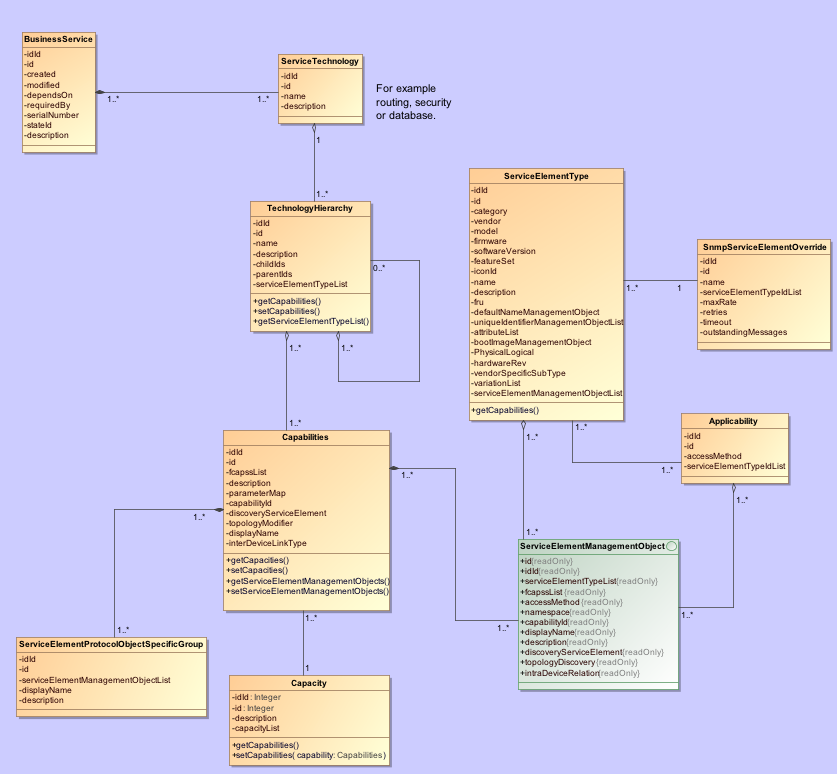 BusinessService
-idId
-id
-created
-modified
-dependsOn
-requiredBy
-serialNumber
-stateId
-description
1..*
1..*
ServiceTechnology
-idId
-id
-name
-description
1
1..*
For example
routing, security
or database.
TechnologyHierarchy
-idId
-id
-name
-description
-childIds
-parentIds
-serviceElementTypeList
+getCapabilities()
+setCapabilities()
+getServiceElementTypeList()
0..*
1..*
1..*
1..*
ServiceElementType
-idId
-id
-category
-vendor
-model
-firmware
-softwareVersion
-featureSet
-iconId
-name
-description
-fru
-defaultNameManagementObject
-uniqueIdentifierManagementObjectList
-attributeList
-bootImageManagementObject
-PhysicalLogical
-hardwareRev
-vendorSpecificSubType
-variationList
-serviceElementManagementObjectList
+getCapabilities()
1..*
1
SnmpServiceElementOverride
-idId
-id
-name
-serviceElementTypeIdList
-maxRate
-retries
-timeout
-outstandingMessages
1..*
1..*
1..*
1..*
Applicability
-idId
-id
-accessMethod
-serviceElementTypeIdList
1..*
1..*
Capabilities
-idId
-id
-fcapssList
-description
-parameterMap
-capabilityId
-discoveryServiceElement
-topologyModifier
-displayName
-interDeviceLinkType
+getCapacities()
+setCapacities()
+getServiceElementManagementObjects()
+setServiceElementManagementObjects()
1..*
1..*
1..*
1..*
1..*
1
ServiceElementManagementObject
+id{readOnly}
+idId{readOnly}
+serviceElementTypeList{readOnly}
+fcapssList{readOnly}
+accessMethod{readOnly}
+namespace{readOnly}
+capabilityId{readOnly}
+displayName{readOnly}
+description{readOnly}
+discoveryServiceElement{readOnly}
+topologyDiscovery{readOnly}
+intraDeviceRelation{readOnly}
ServiceElementProtocolObjectSpecificGroup
-idId
-id
-serviceElementManagementObjectList
-displayName
-description
Capacity
-idId : Integer
-id : Integer
-description
-capacityList
+getCapabilities()
+setCapabilities( capability : Capabilities )